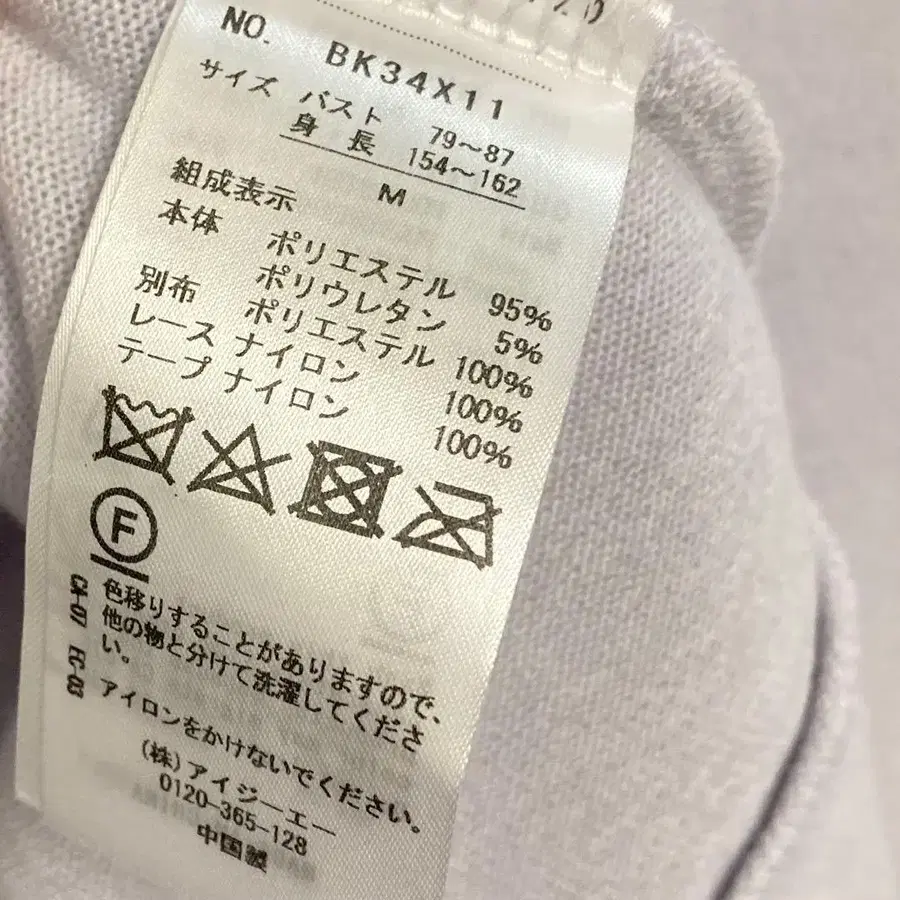 NO. BK34X11
サイズ バスト 79～87
身長 154～162
M
組成表示
本体 ポリエステル 95%
ポリウレタン 5%
別布 ポリエステル 100%
レース ナイロン 100%
テープ ナイロン 100%
F
色移りすることがありますので、
他の物と分けて洗濯してくださ
い。
アイロンをかけないでください。
(株)アイジーエー
0120-365-128
中国製